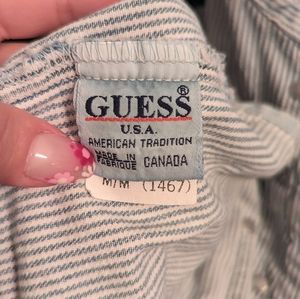 GUESS®
U.S.A.
AMERICAN TRADITION
MADE IN
FABRIQUE CANADA
M/M (1467)